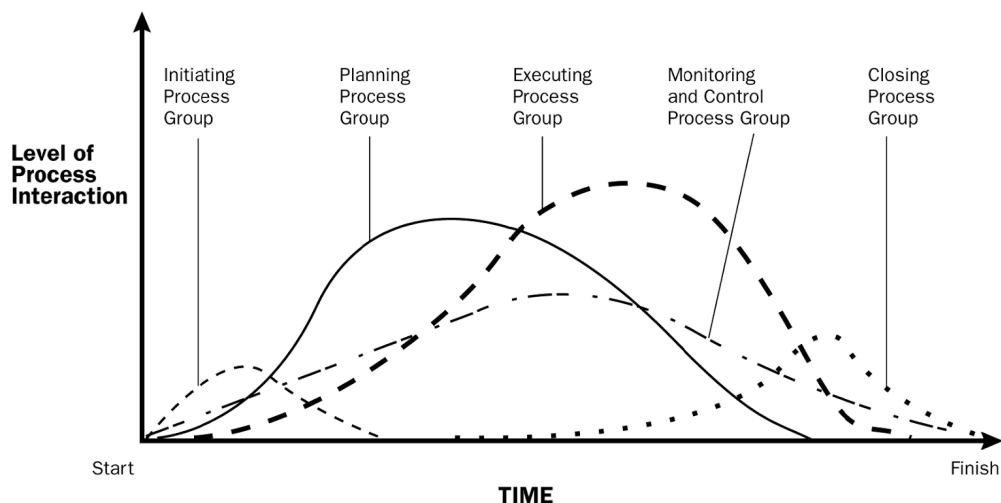 Initiating
Process
Group
Planning
Process
Group
Executing
Process
Group
Monitoring
and Control
Process Group
Closing
Process
Group
Level of
Process
Interaction
Start
Finish
TIME